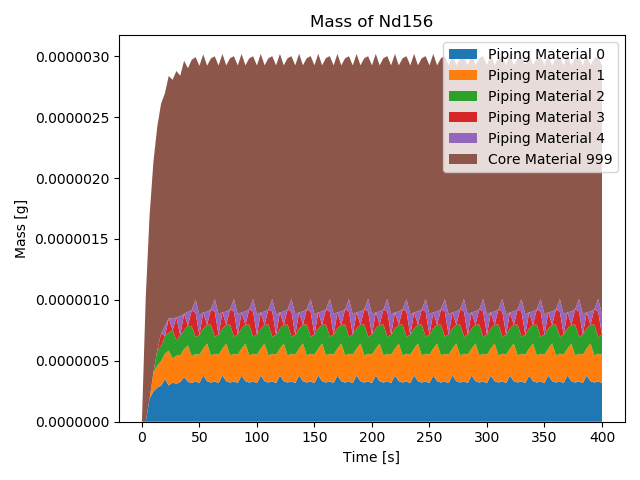 Mass of Nd156
Piping Material 0
Piping Material 1
Piping Material 2
Piping Material 3
Piping Material 4
Core Material 999
Mass [g]
0.0000030
0.0000025
0.0000020
0.0000015
0.0000010
0.0000005
0.0000000
0 50 100 150 200 250 300 350 400
Time [s]